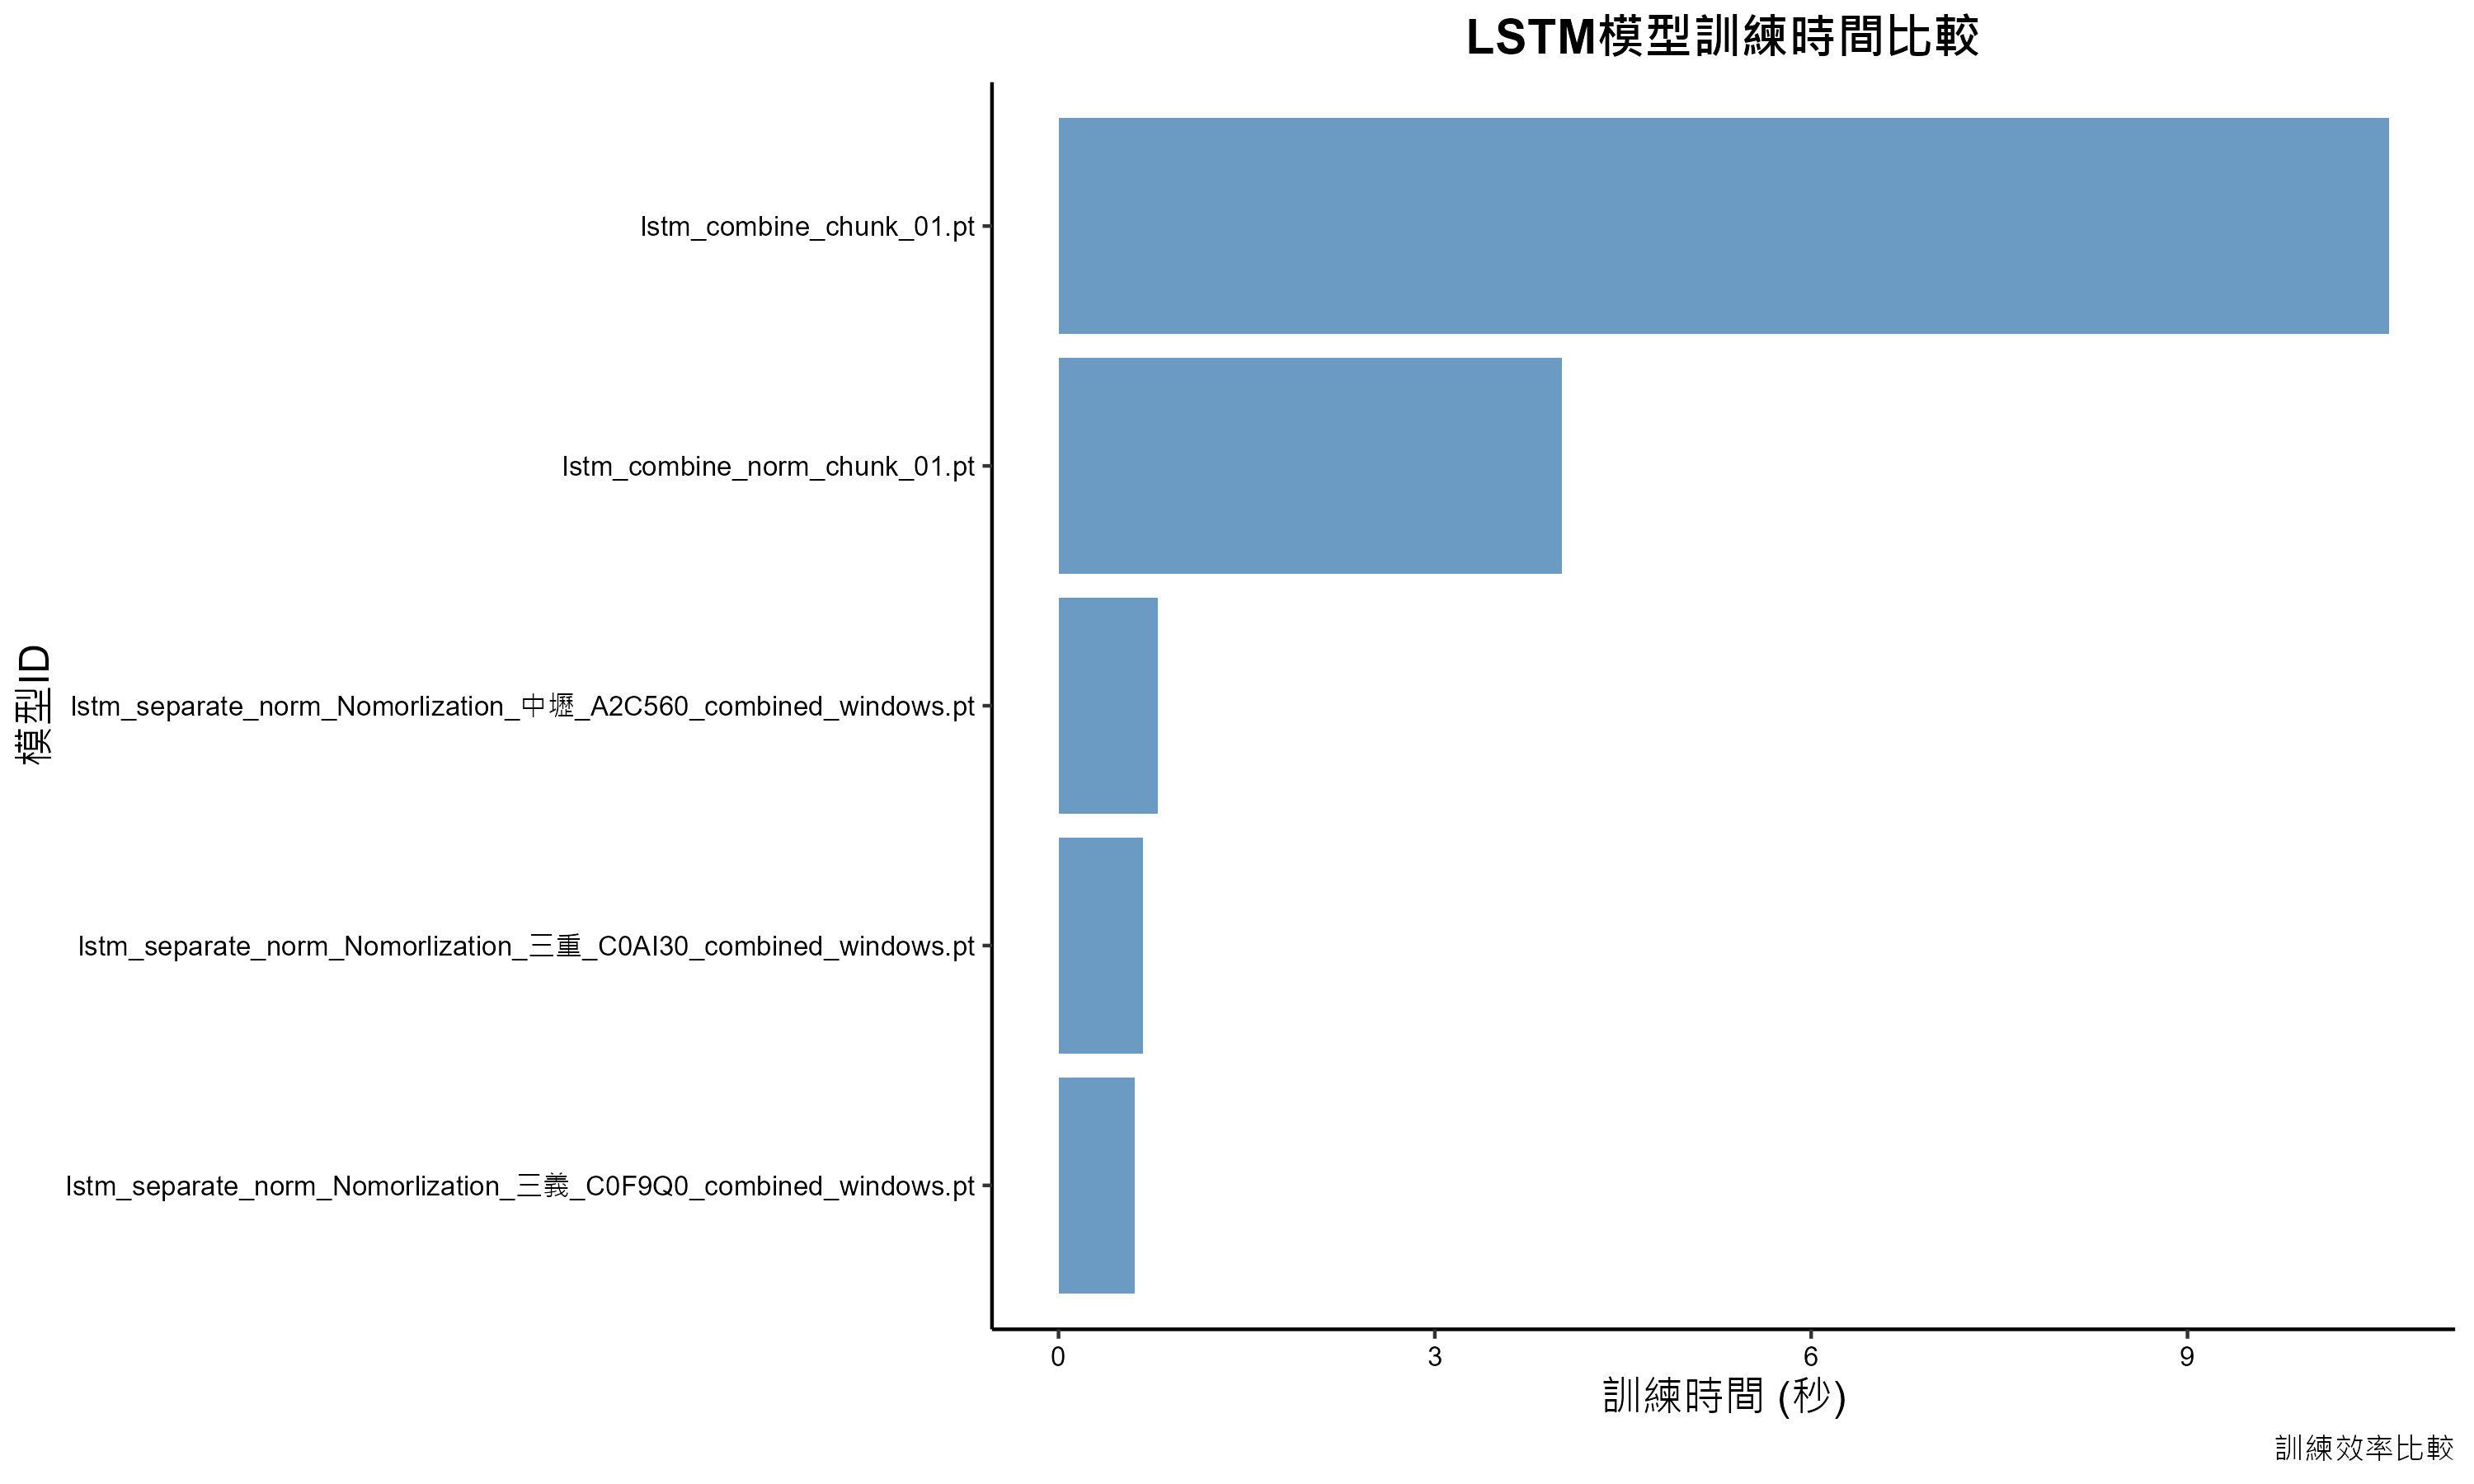 LSTM模型訓練時間比較
lstm_combine_chunk_01.pt
lstm_combine_norm_chunk_01.pt
lstm_separate_norm_Nomorlization_中壢_A2C560_combined_windows.pt
lstm_separate_norm_Nomorlization_三重_C0AI30_combined_windows.pt
lstm_separate_norm_Nomorlization_三義_C0F9Q0_combined_windows.pt
模型ID
0 3 6 9
訓練時間 (秒)
訓練效率比較